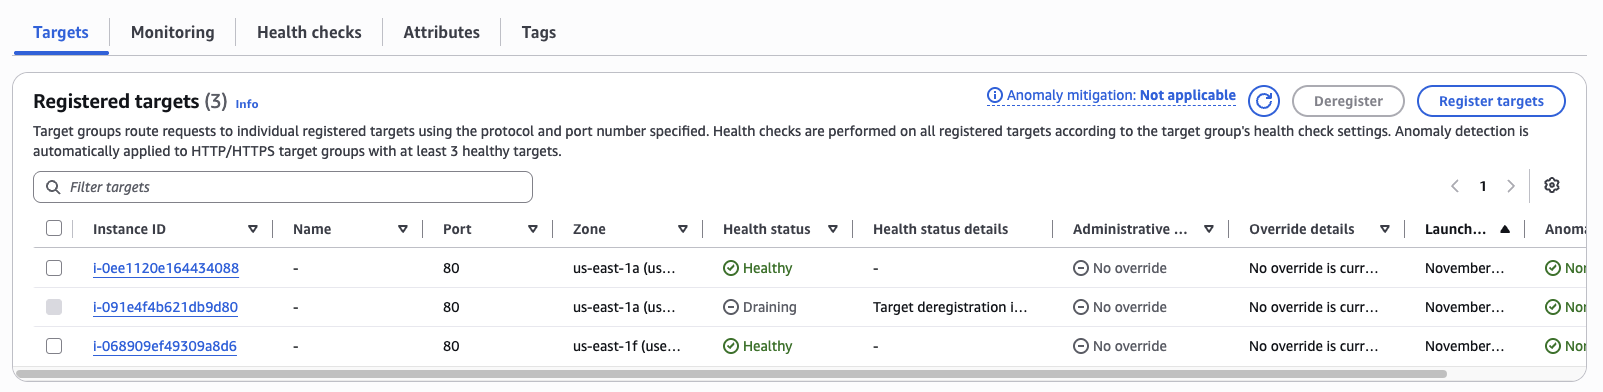 Targets Monitoring Health checks Attributes Tags
Registered targets (3) Info
Anomaly mitigation: Not applicable Deregister Register targets
Target groups route requests to individual registered targets using the protocol and port number specified. Health checks are performed on all registered targets according to the target group's health check settings. Anomaly detection is
automatically applied to HTTP/HTTPS target groups with at least 3 healthy targets.
Filter targets 1
Instance ID Name Port Zone Health status Health status details Administrative ... Override details Launch... Anoma
i-0ee1120e164434088 - 80 us-east-1a (us... Healthy - No override No override is curr... November... Nor
i-091e4f4b621db9d80 - 80 us-east-1a (us... Draining Target deregistration i... No override No override is curr... November... Nor
i-068909ef49309a8d6 - 80 us-east-1f (use... Healthy - No override No override is curr... November... Nor